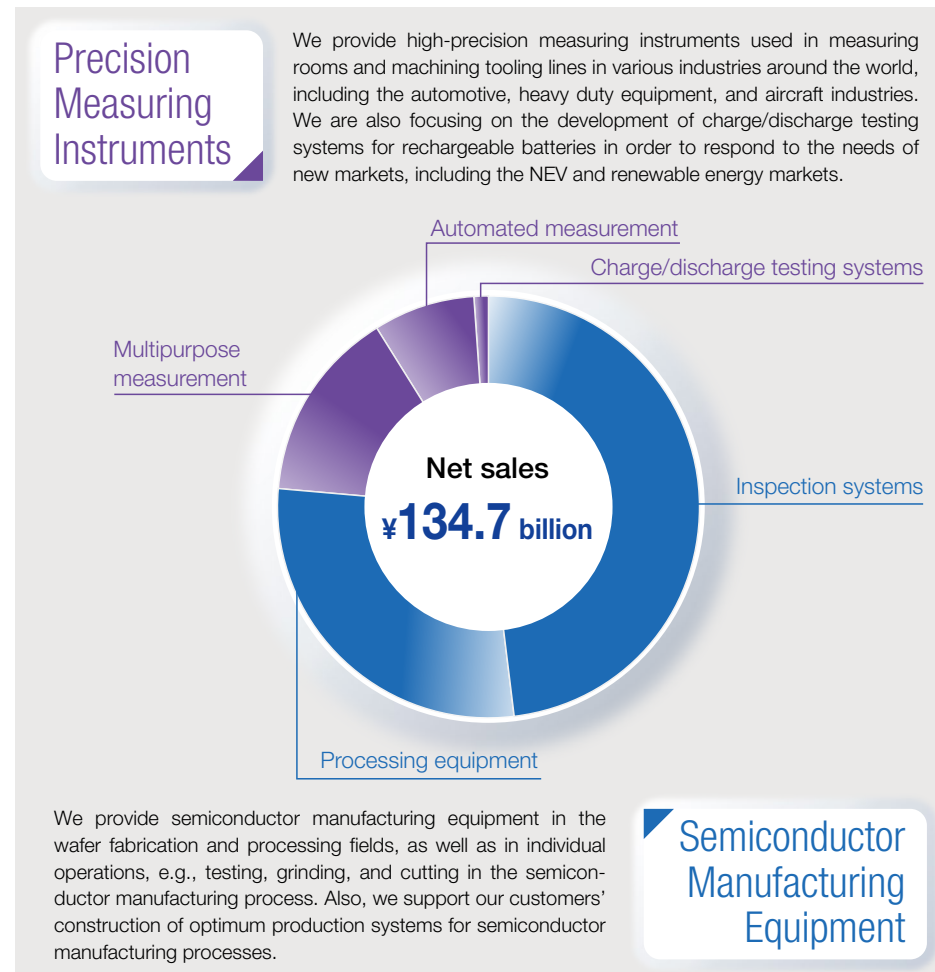 Precision
Measuring
Instruments
We provide high-precision measuring instruments used in measuring
rooms and machining tooling lines in various industries around the world,
including the automotive, heavy duty equipment, and aircraft industries.
We are also focusing on the development of charge/discharge testing
systems for rechargeable batteries in order to respond to the needs of
new markets, including the NEV and renewable energy markets.
Automated measurement
Charge/discharge testing systems
Multipurpose
measurement
Net sales
¥134.7 billion
Inspection systems
Processing equipment
We provide semiconductor manufacturing equipment in the
wafer fabrication and processing fields, as well as in individual
operations, e.g., testing, grinding, and cutting in the semicon-
ductor manufacturing process. Also, we support our customers’
construction of optimum production systems for semiconductor
manufacturing processes.
Semiconductor
Manufacturing
Equipment